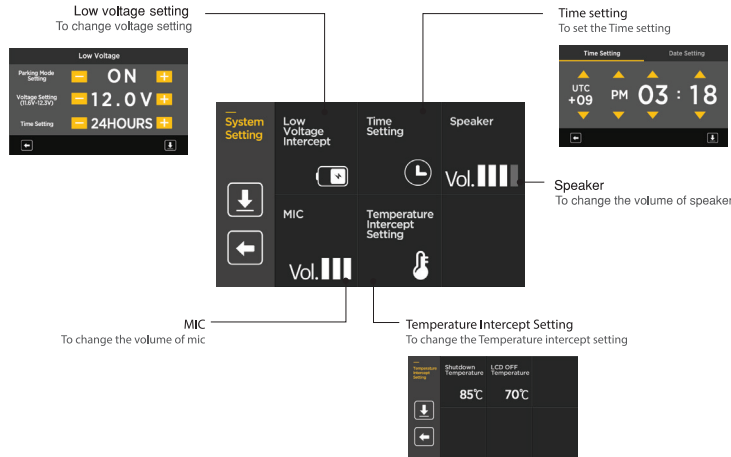 Low voltage setting
To change voltage setting
Low Voltage
Parking Mode
Setting
ON
Voltage Setting
(11.6V-12.3V)
12.0V
Time Setting
24HOURS
Time setting
To set the Time setting
Time Setting
Date Setting
UTC
+09
PM
03 : 18
System
Setting
Low
Voltage
Intercept
Time
Setting
Speaker
Vol.
MIC
Vol.
Temperature
Intercept
Setting
Speaker
To change the volume of speaker
MIC
To change the volume of mic
Temperature Intercept Setting
To change the Temperature intercept setting
Temperature
Intercept
Setting
Shutdown
Temperature
85℃
LCD OFF
Temperature
70℃